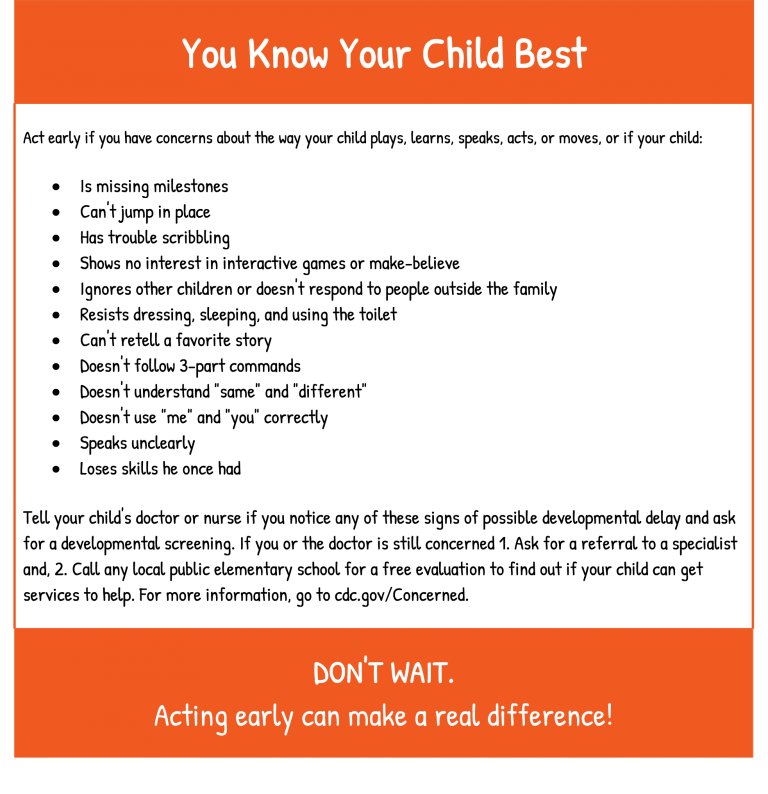 You Know Your Child Best
Act early if you have concerns about the way your child plays, learns, speaks, acts, or moves, or if your child:
• Is missing milestones
• Can't jump in place
• Has trouble scribbling
• Shows no interest in interactive games or make-believe
• Ignores other children or doesn't respond to people outside the family
• Resists dressing, sleeping, and using the toilet
• Can't retell a favorite story
• Doesn't follow 3-part commands
• Doesn't understand "same" and "different"
• Doesn't use "me" and "you" correctly
• Speaks unclearly
• Loses skills he once had
Tell your child's doctor or nurse if you notice any of these signs of possible developmental delay and ask
for a developmental screening. If you or the doctor is still concerned 1. Ask for a referral to a specialist
and, 2. Call any local public elementary school for a free evaluation to find out if your child can get
services to help. For more information, go to cdc.gov/Concerned.
DON'T WAIT.
Acting early can make a real difference!